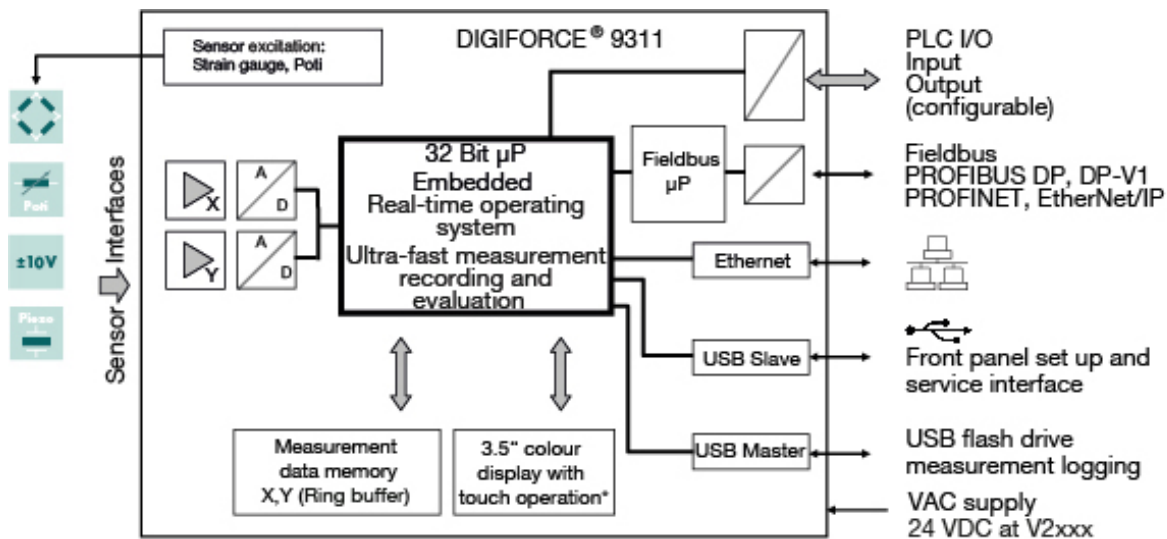 Sensor excitation:
Strain gauge, Poti
DIGIFORCE® 9311
PLC I/O
Input
Output
(configurable)
Poti
±10V
Piezo
Sensor Interfaces
X
A
D
Y
A
D
32 Bit µP
Embedded
Real-time operating
system
Ultra-fast measurement
recording and
evaluation
Fieldbus
µP
Fieldbus
PROFIBUS DP, DP-V1
PROFINET, EtherNet/IP
Ethernet
USB Slave
Front panel set up and
service interface
Measurement
data memory
X,Y (Ring buffer)
3.5“ colour
display with
touch operation*
USB Master
USB flash drive
measurement logging
VAC supply
24 VDC at V2xxx